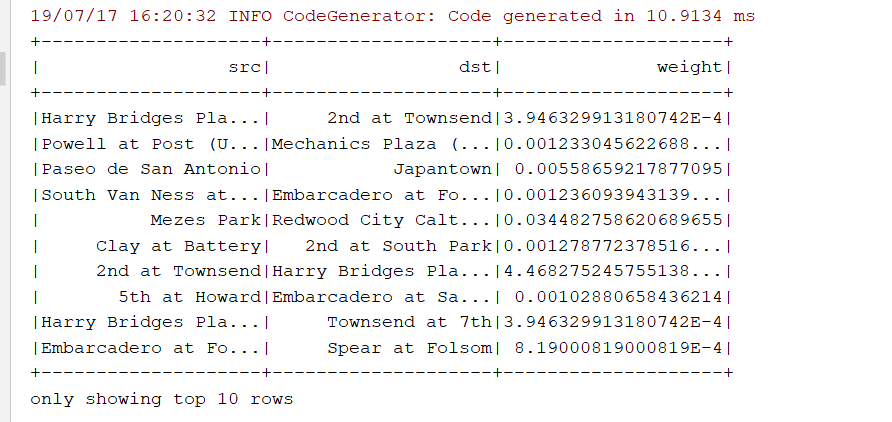 19/07/17 16:20:32 INFO CodeGenerator: Code generated in 10.9134 ms
+--------------------+--------------------+--------------------+
|                 src|                 dst|              weight|
+--------------------+--------------------+--------------------+
|Harry Bridges Pla...|     2nd at Townsend|3.946329913180742E-4|
|Powell at Post (U...|Mechanics Plaza (...|0.001233045622688...|
|Paseo de San Antonio|           Japantown| 0.00558659217877095|
|South Van Ness at...|Embarcadero at Fo...|0.001236093943139...|
|          Mezes Park|Redwood City Calt...|0.034482758620689655|
|     Clay at Battery|   2nd at South Park|0.001278772378516...|
|     2nd at Townsend|Harry Bridges Pla...|4.468275245755138...|
|       5th at Howard|Embarcadero at Sa...| 0.00102880658436214|
|Harry Bridges Pla...|     Townsend at 7th|3.946329913180742E-4|
|Embarcadero at Fo...|     Spear at Folsom| 8.19000819000819E-4|
+--------------------+--------------------+--------------------+
only showing top 10 rows